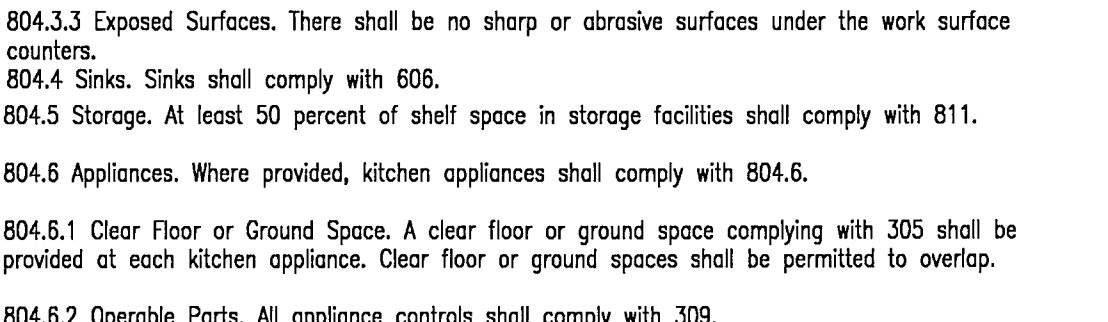 804.3.3 Exposed Surfaces. There shall be no sharp or abrasive surfaces under the work surface
counters.
804.4 Sinks. Sinks shall comply with 606.
804.5 Storage. At least 50 percent of shelf space in storage facilities shall comply with 811.
804.6 Appliances. Where provided, kitchen appliances shall comply with 804.6.
804.6.1 Clear Floor or Ground Space. A clear floor or ground space complying with 305 shall be
provided at each kitchen appliance. Clear floor or ground spaces shall be permitted to overlap.
804.6.2 Operable Parts. All appliance controls shall comply with 309.